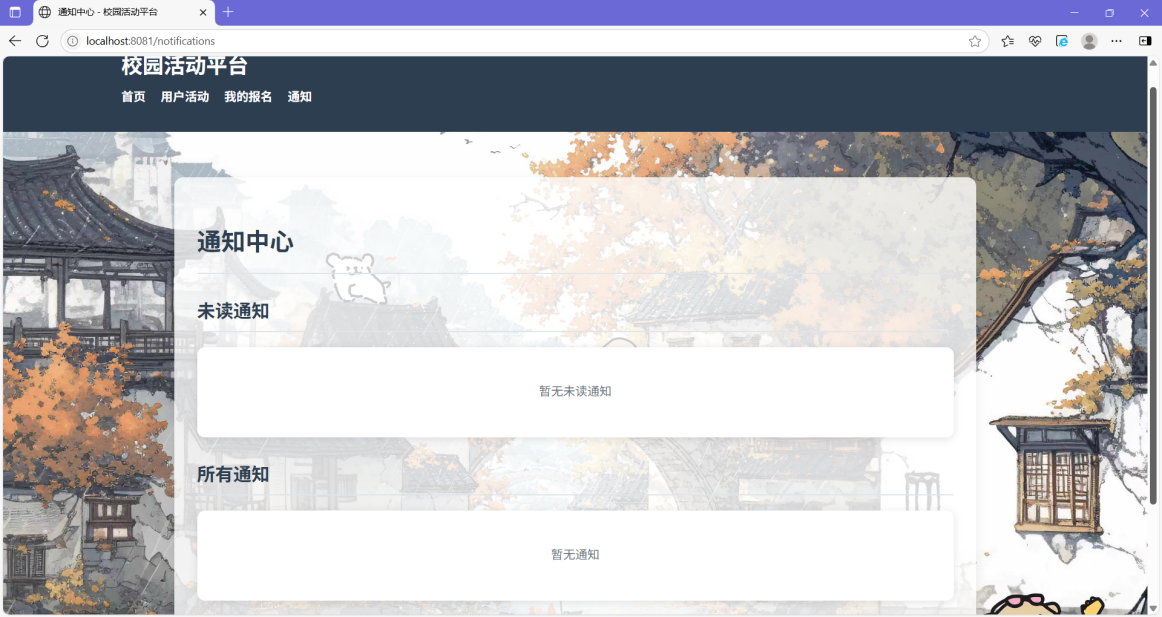 通知中心 - 校园活动平台
localhost:8081/notifications
校园活动平台
首页 用户活动 我的报名 通知
通知中心
未读通知
暂无未读通知
所有通知
暂无通知